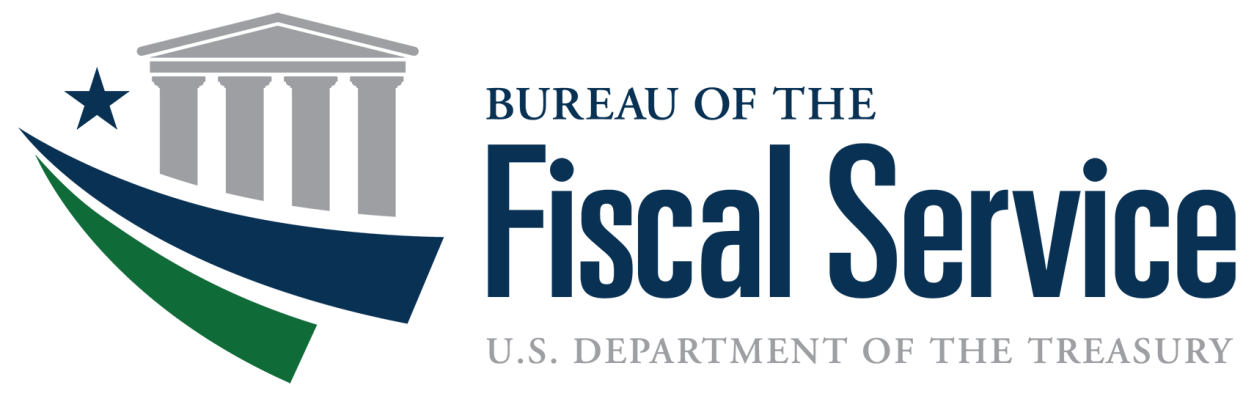 BUREAU OF THE
Fiscal Service
U.S. DEPARTMENT OF THE TREASURY